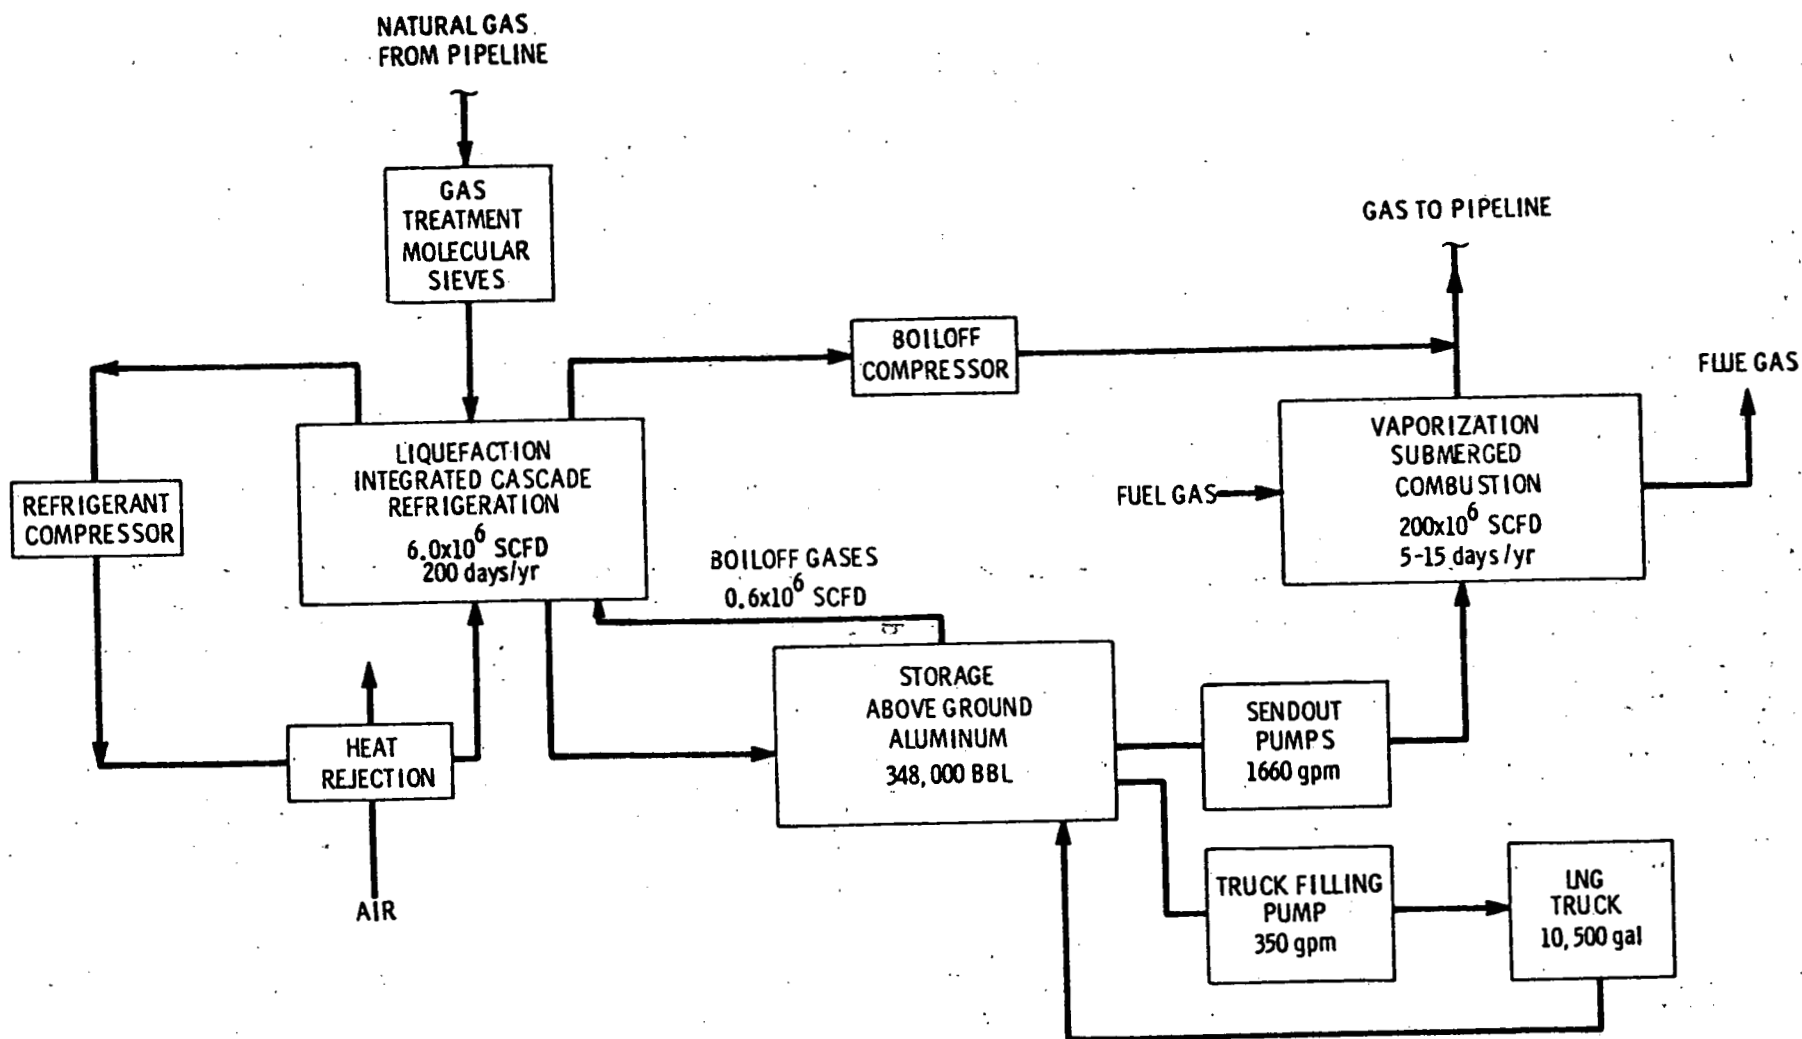 NATURAL GAS
FROM PIPELINE
GAS
TREATMENT
MOLECULAR
SIEVES
GAS TO PIPELINE
BOILOFF
COMPRESSOR
FLUE GAS
LIQUEFACTION
INTEGRATED CASCADE
REFRIGERATION
6.0x10⁶ SCFD
200 days/yr
VAPORIZATION
SUBMERGED
COMBUSTION
200x10⁶ SCFD
5-15 days/yr
FUEL GAS
REFRIGERANT
COMPRESSOR
BOILOFF GASES
0.6x10⁶ SCFD
STORAGE
ABOVE GROUND
ALUMINUM
348,000 BBL
SENDOUT
PUMPS
1660 gpm
HEAT
REJECTION
AIR
TRUCK FILLING
PUMP
350 gpm
LNG
TRUCK
10,500 gal